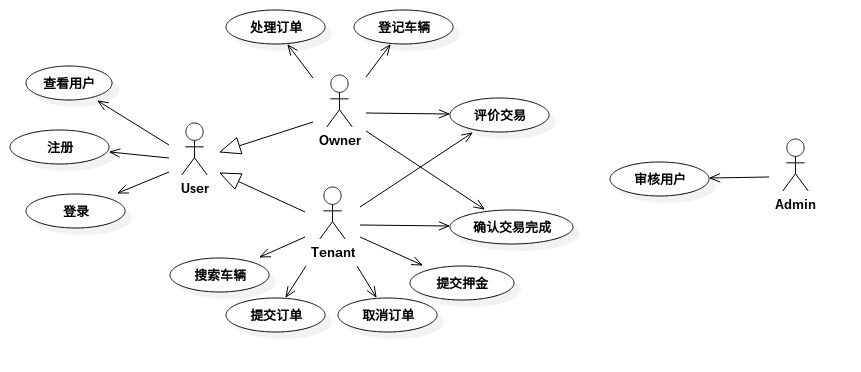 处理订单
登记车辆
查看用户
评价交易
Owner
注册
User
审核用户
Admin
登录
确认交易完成
Tenant
搜索车辆
提交押金
提交订单
取消订单